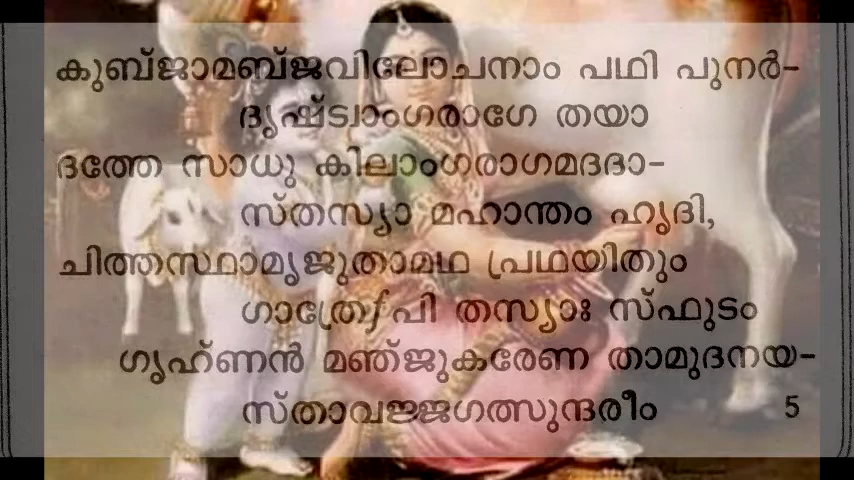 കുബ്ജാമബ്ജവിലോചനാം പഥി പുനർ-
ദൃഷ്ട്വാംഗരാഗേ തയാ
ദത്തേ സാധു കിലാംഗരാഗമദദാ-
സ്തസ്യാ മഹാന്തം ഹൃദി,
ചിത്തസ്ഥാമൃജുതാമഥ പ്രഥയിതും
ഗാത്രേƒപി തസ്യാഃ സ്ഫുടം
ഗൃഹ്ണൻ മഞ്ജുകരേണ താമുദനയ-
സ്താവജ്ജഗത്സുന്ദരീം 5